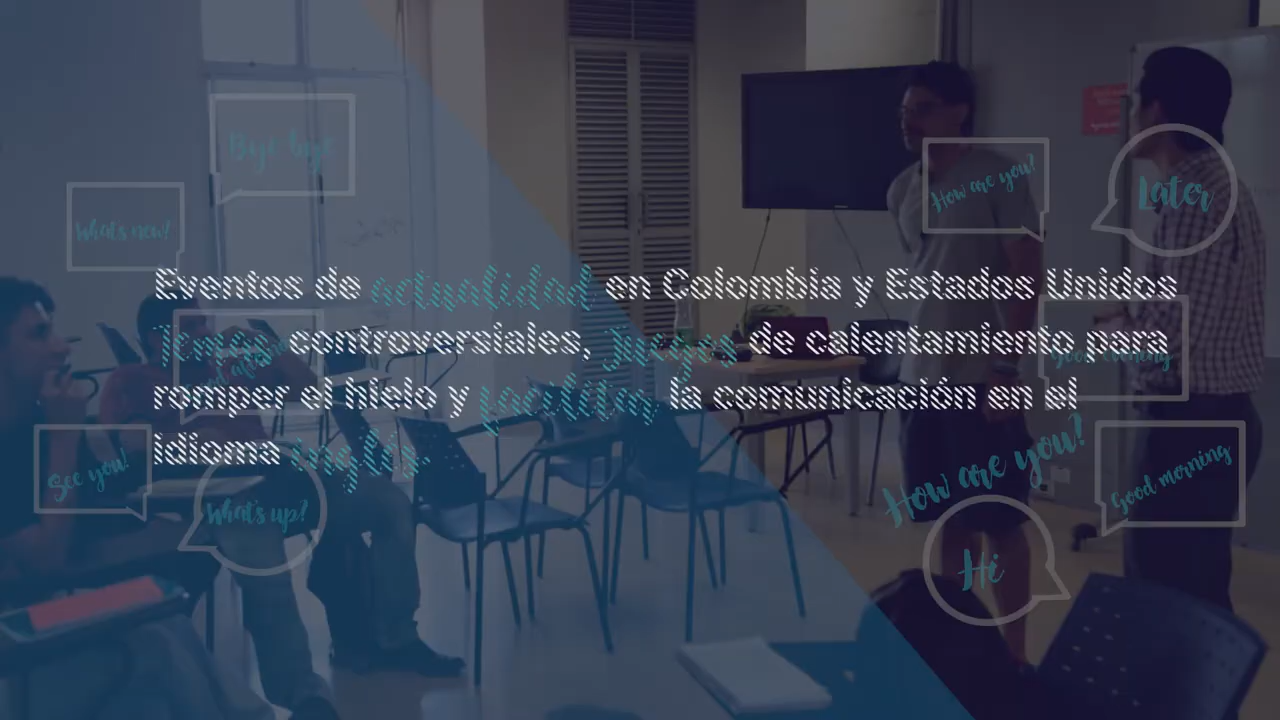 Bye bye
What's new!
How are you?
Later
Eventos de actualidad en Colombia y Estados Unidos
Temas controversiales, Juegos de calentamiento para
romper el hielo y facilitar la comunicación en el
idioma inglés.
Good evening
See you!
What's up?
How are you?
Good morning
Hi